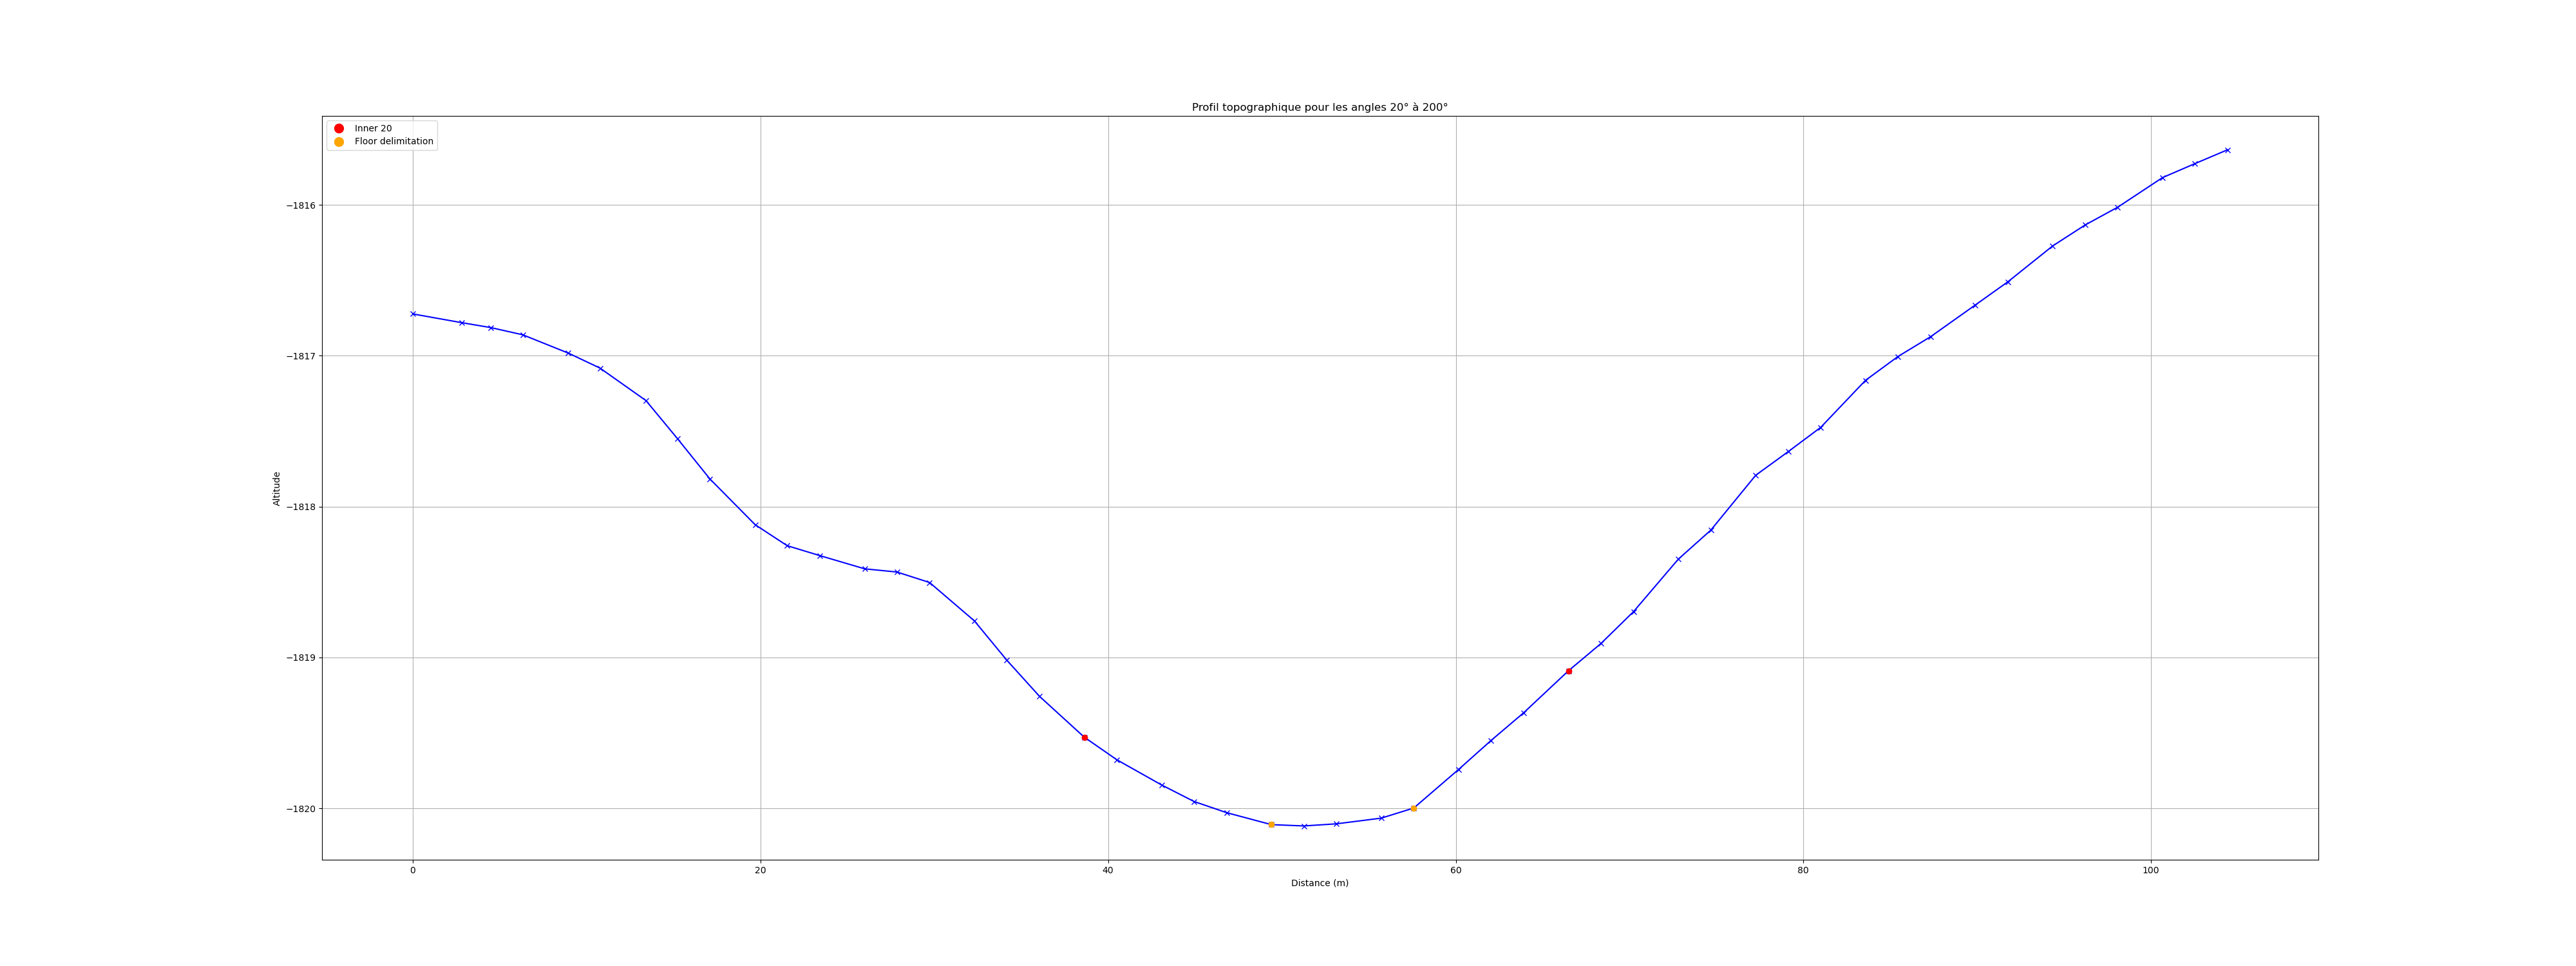 Profil topographique pour les angles 20° à 200°
Inner 20
Floor delimitation
Altitude
−1816
−1817
−1818
−1819
−1820
0
20
40
60
80
100
Distance (m)